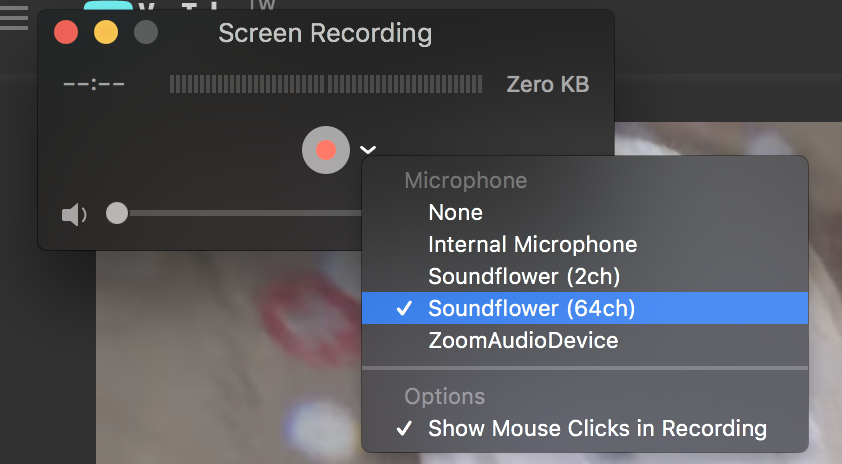 TW
Screen Recording
--:--
Zero KB
Microphone
None
Internal Microphone
Soundflower (2ch)
Soundflower (64ch)
ZoomAudioDevice
Options
Show Mouse Clicks in Recording